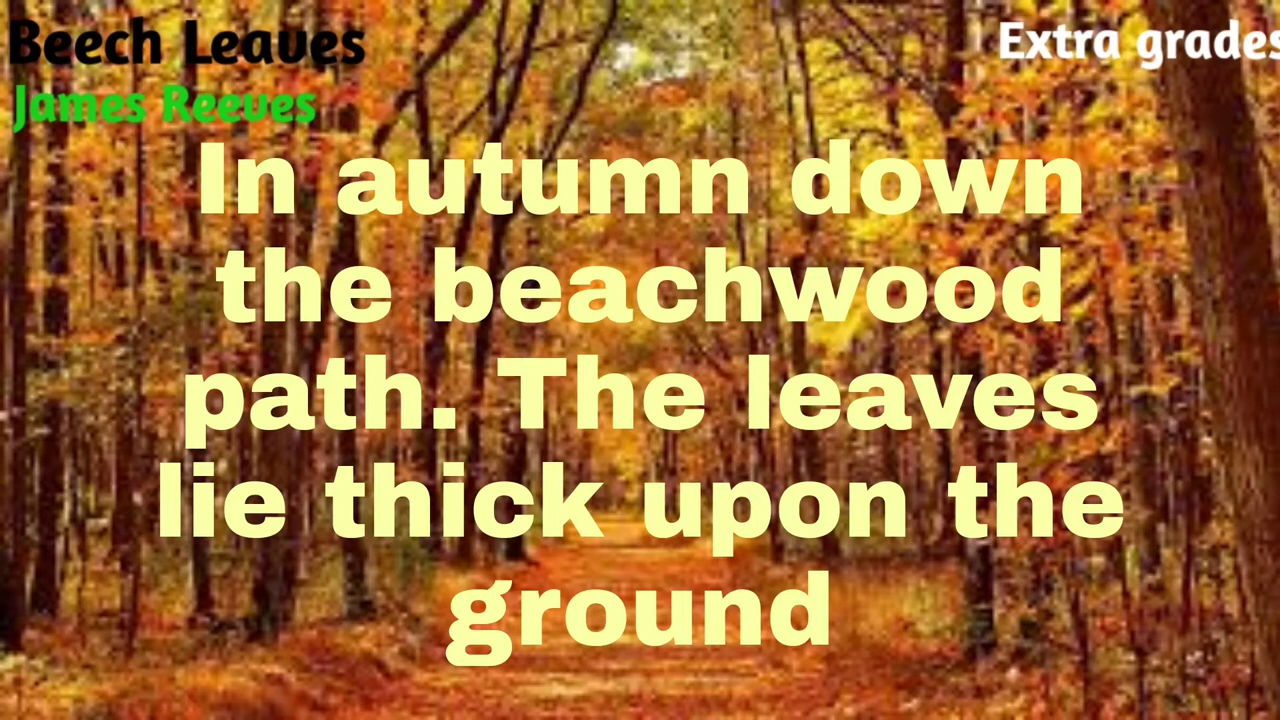 Beech Leaves
James Reeves
Extra grades
In autumn down
the beachwood
path. The leaves
lie thick upon the
ground